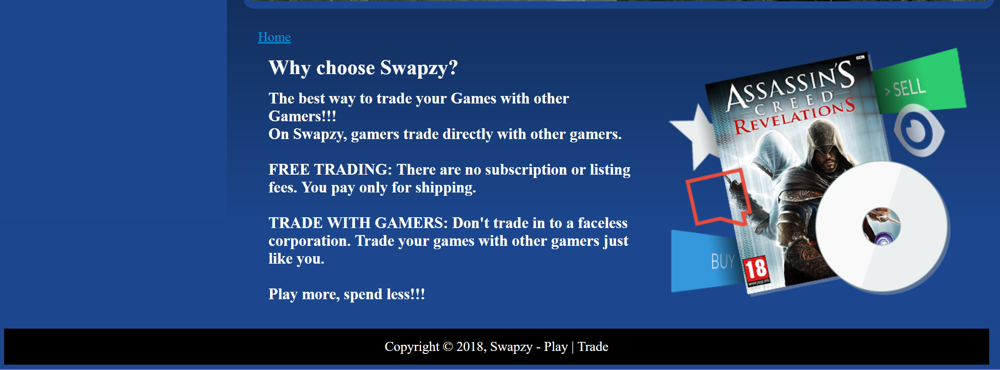 Home
Why choose Swapzy?
The best way to trade your Games with other
Gamers!!!
On Swapzy, gamers trade directly with other gamers.
FREE TRADING: There are no subscription or listing
fees. You pay only for shipping.
TRADE WITH GAMERS: Don't trade in to a faceless
corporation. Trade your games with other gamers just
like you.
Play more, spend less!!!
ASSASSIN'S
CREED
REVELATIONS
> SELL
BUY
18
Copyright © 2018, Swapzy - Play | Trade